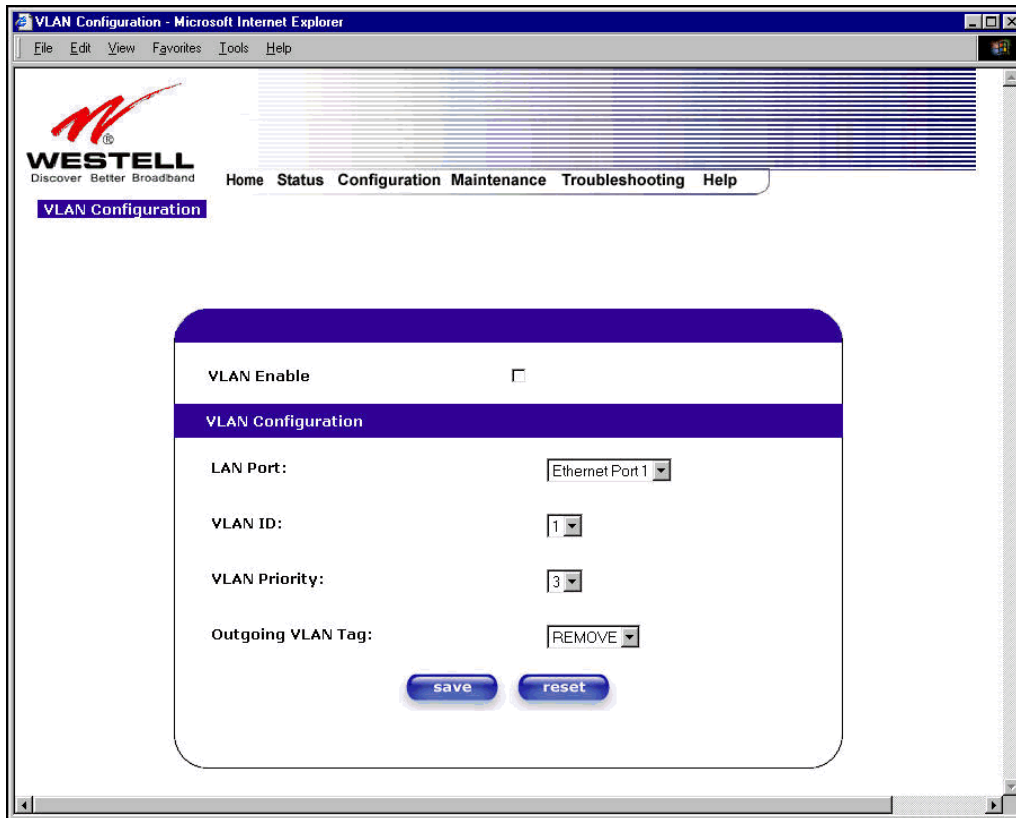 VLAN Configuration - Microsoft Internet Explorer
File Edit View Favorites Tools Help
®
WESTELL
Discover Better Broadband
Home Status Configuration Maintenance Troubleshooting Help
VLAN Configuration
VLAN Enable
VLAN Configuration
LAN Port: Ethernet Port 1
VLAN ID: 1
VLAN Priority: 3
Outgoing VLAN Tag: REMOVE
save reset